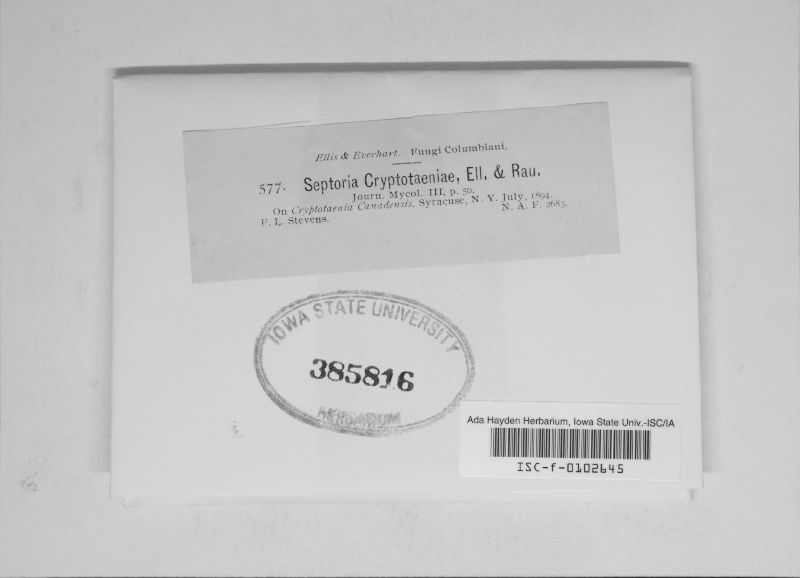 Ellis & Everhart. Fungi Columbiani.
577. Septoria Cryptotaeniae, Ell. & Rau.
Journ. Mycol. III, p. 50.
On Cryptotaenia Canadensis, Syracuse, N. Y. July, 1894.
F. L. Stevens. N. A. F. 2683.
IOWA STATE UNIVERSITY
385816
HERBARIUM
Ada Hayden Herbarium, Iowa State Univ.-ISC/IA
ISC-f-0102645